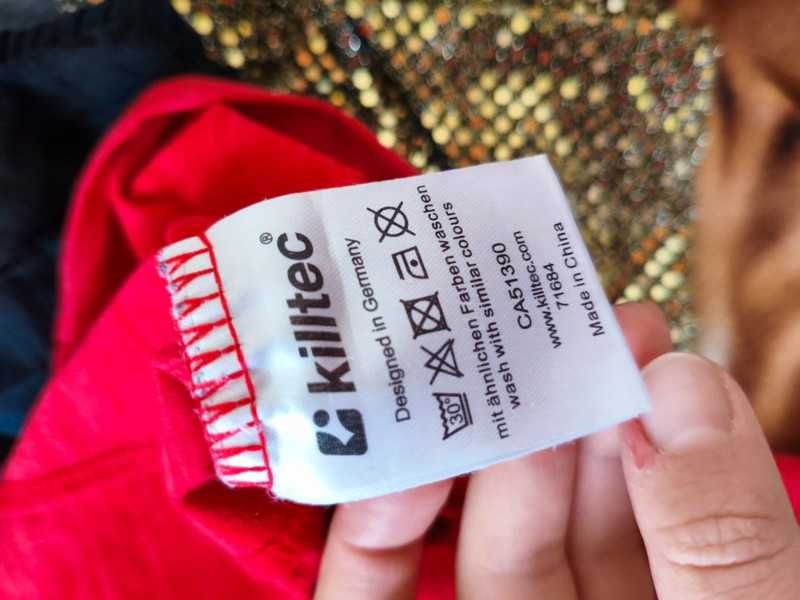 killtec®
Designed in Germany
30°
mit ähnlichen Farben waschen
wash with similar colours
CA51390
www.killtec.com
71684
Made in China